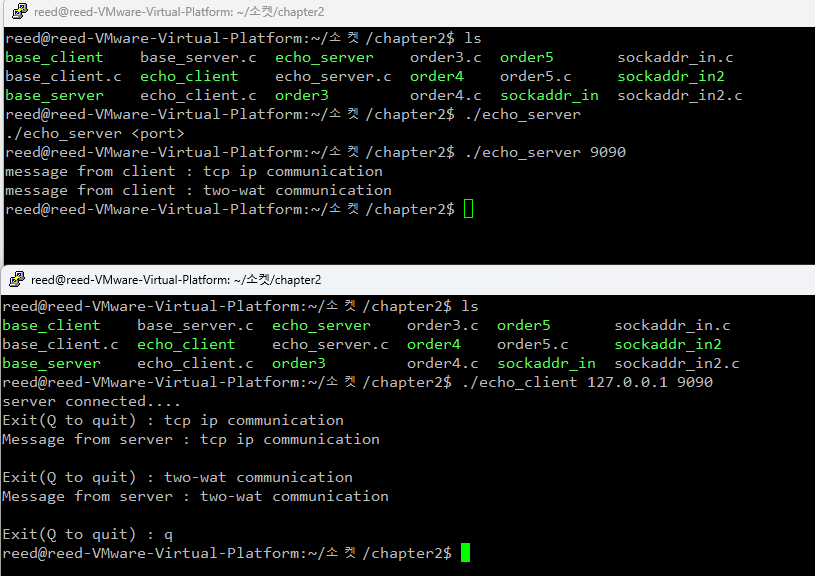 reed@reed-VMware-Virtual-Platform: ~/소켓/chapter2
reed@reed-VMware-Virtual-Platform:~/소켓/chapter2$ ls
base_client    base_server.c  echo_server    order3.c  order5       sockaddr_in.c
base_client.c  echo_client    echo_server.c  order4    order5.c     sockaddr_in2
base_server    echo_client.c  order3         order4.c  sockaddr_in  sockaddr_in2.c
reed@reed-VMware-Virtual-Platform:~/소켓/chapter2$ ./echo_server
./echo_server <port>
reed@reed-VMware-Virtual-Platform:~/소켓/chapter2$ ./echo_server 9090
message from client : tcp ip communication
message from client : two-wat communication
reed@reed-VMware-Virtual-Platform:~/소켓/chapter2$
reed@reed-VMware-Virtual-Platform: ~/소켓/chapter2
reed@reed-VMware-Virtual-Platform:~/소켓/chapter2$ ls
base_client    base_server.c  echo_server    order3.c  order5       sockaddr_in.c
base_client.c  echo_client    echo_server.c  order4    order5.c     sockaddr_in2
base_server    echo_client.c  order3         order4.c  sockaddr_in  sockaddr_in2.c
reed@reed-VMware-Virtual-Platform:~/소켓/chapter2$ ./echo_client 127.0.0.1 9090
server connected....
Exit(Q to quit) : tcp ip communication
Message from server : tcp ip communication
Exit(Q to quit) : two-wat communication
Message from server : two-wat communication
Exit(Q to quit) : q
reed@reed-VMware-Virtual-Platform:~/소켓/chapter2$